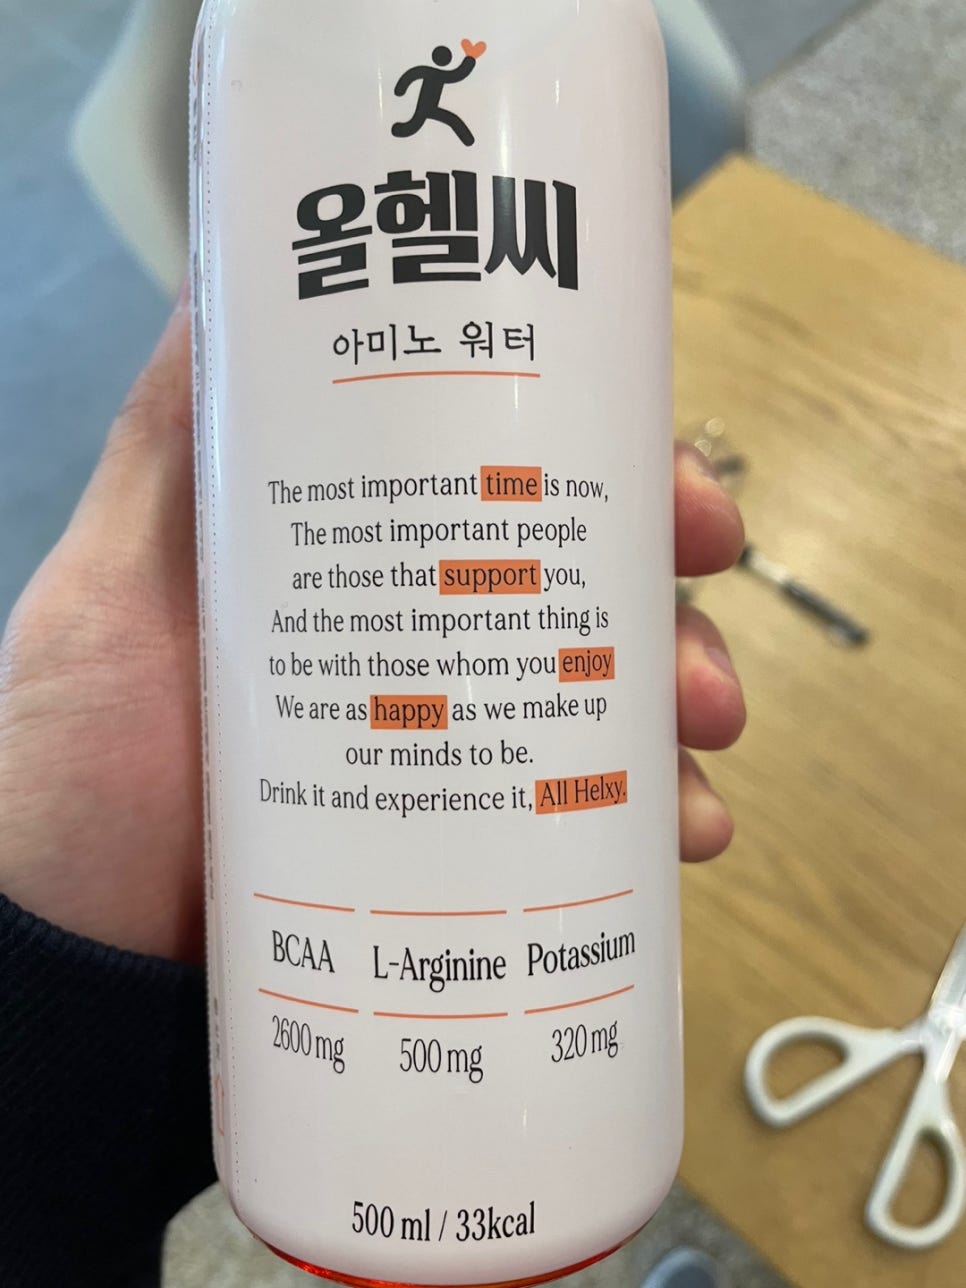 올헬씨
아미노 워터
The most important time is now,
The most important people
are those that support you,
And the most important thing is
to be with those whom you enjoy
We are as happy as we make up
our minds to be.
Drink it and experience it, All Helxy.
BCAA L-Arginine Potassium
2600mg 500mg 320mg
500 ml / 33kcal